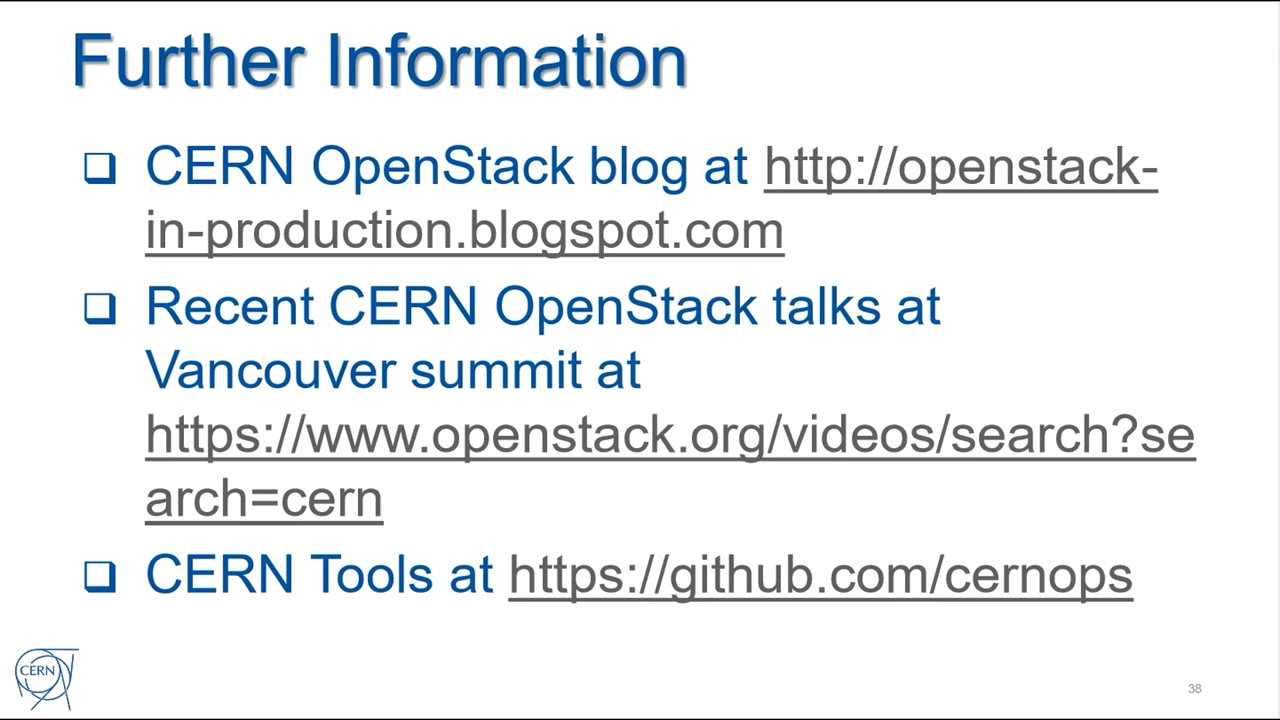 Further Information
CERN OpenStack blog at http://openstack-
in-production.blogspot.com
Recent CERN OpenStack talks at
Vancouver summit at
https://www.openstack.org/videos/search?se
arch=cern
CERN Tools at https://github.com/cernops
CERN
38